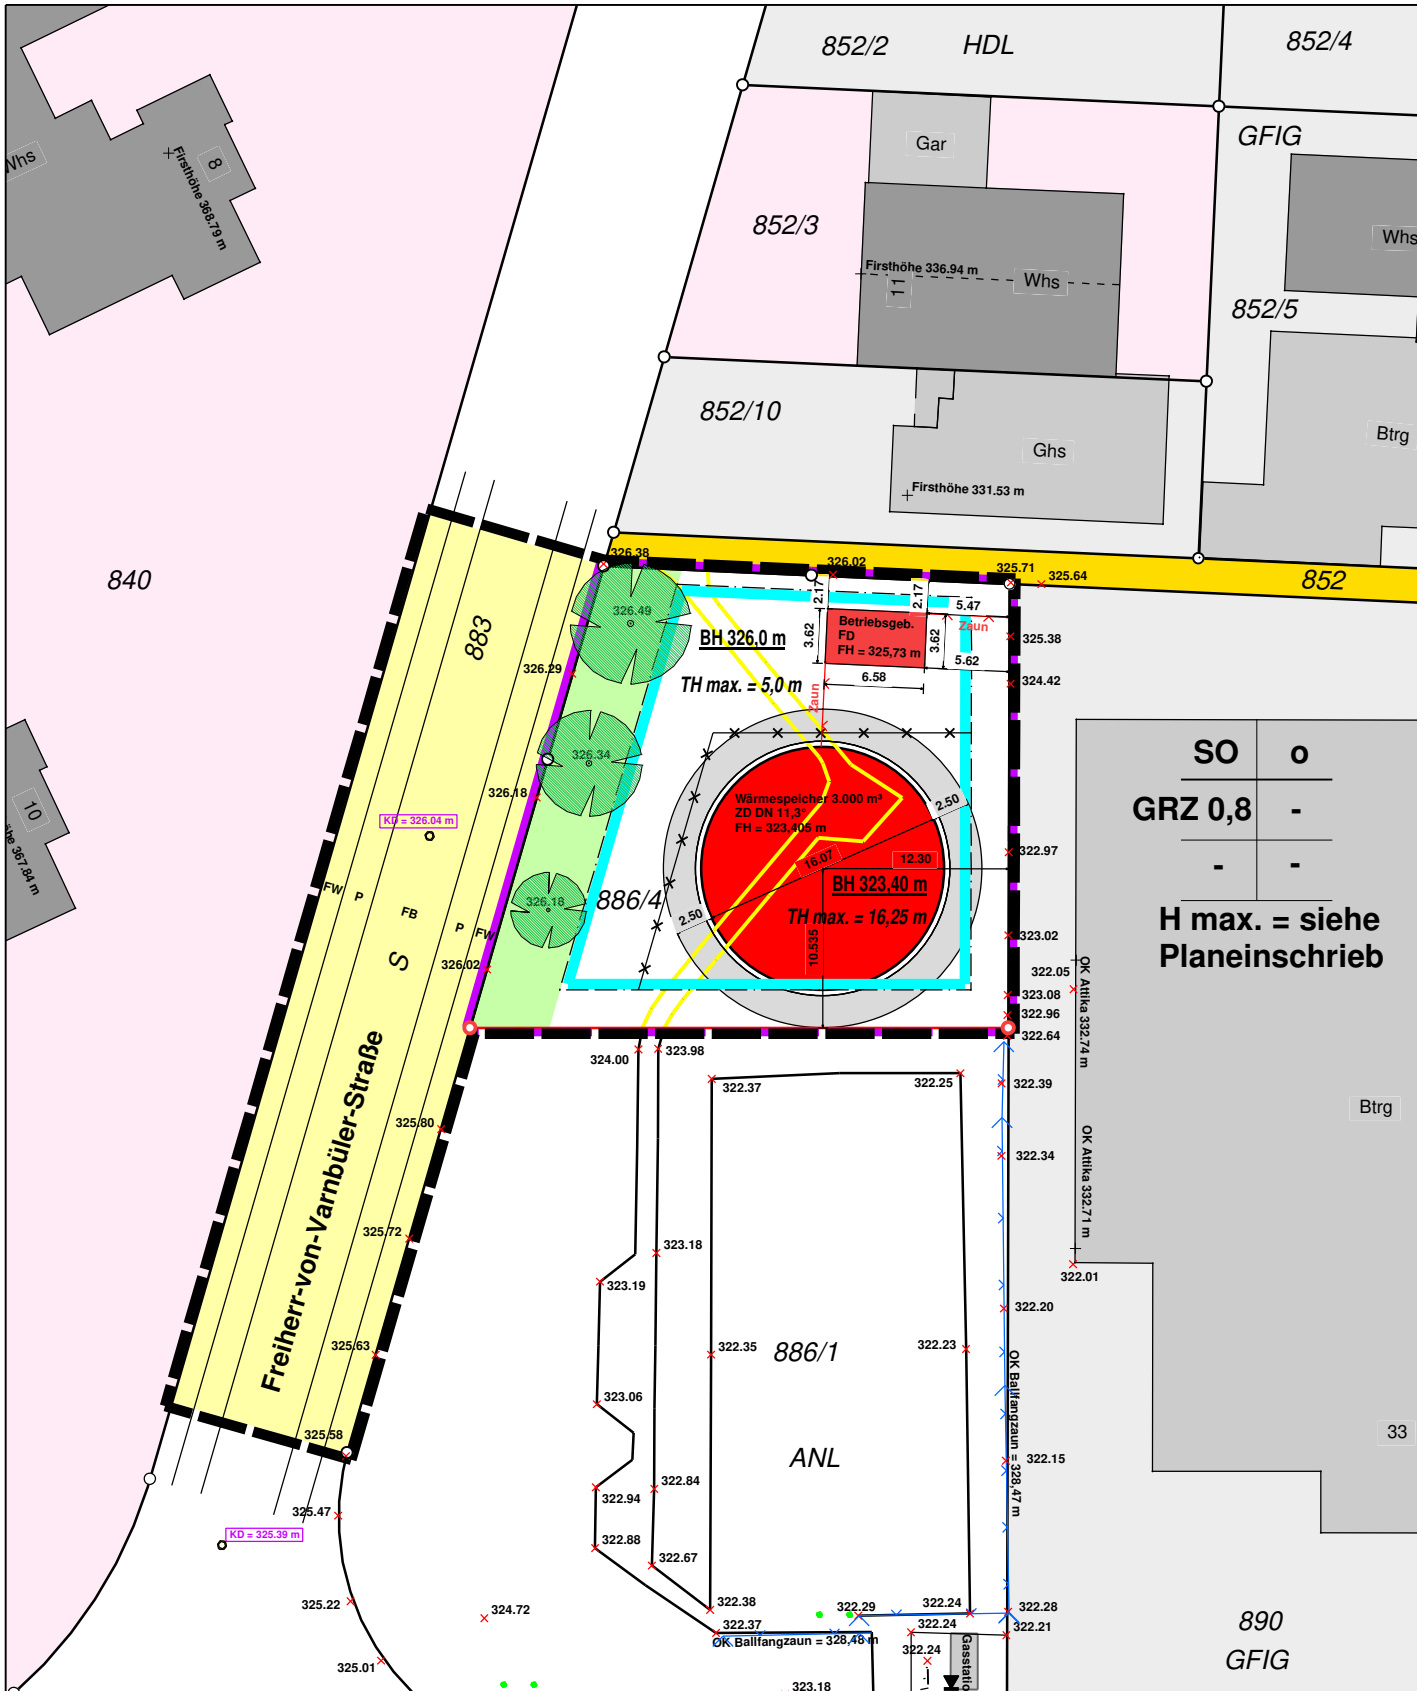 852/2
HDL
852/4
GFIG
Gar
Whs
8
Firsthöhe 368.79 m
852/3
Whs
Firsthöhe 336.94 m
11
Whs
852/5
852/10
Ghs
Btrg
Firsthöhe 331.53 m
326.38
326.02
325.71
325.64
852
840
883
326.49
2.17
2.17
5.47
Zaun
BH 326,0 m
3.62
Betriebsgeb.
FD
FH = 325,73 m
3.62
325.38
5.62
326.29
TH max. = 5,0 m
6.58
324.42
Zaun
326.34
SO
o
326.18
Wärmespeicher 3.000 m³
ZD DN 11,3°
FH = 323,405 m
2.50
GRZ 0,8
-
KD = 326.04 m
10
367.84 m
16.07
12.30
322.97
-
-
FW
P
FB
P
FW
326.18
886/4
BH 323,40 m
2.50
TH max. = 16,25 m
H max. = siehe
Planeinschrieb
10.535
323.02
S
326.02
322.05
OK Attika 332.74 m
323.08
322.96
322.64
324.00
323.98
322.37
322.25
322.39
Btrg
325.80
322.34
OK Attika 332.71 m
Freiherr-von-Varnbüler-Straße
325.72
323.18
323.19
322.01
322.20
325.63
322.35
886/1
322.23
OK Ballfangzaun = 328,47 m
323.06
325.58
33
ANL
322.15
322.84
322.94
325.47
KD = 325.39 m
322.88
322.67
325.22
324.72
322.38
322.29
322.24
322.28
322.37
322.24
322.21
890
OK Ballfangzaun = 328,48 m
322.24
GFIG
325.01
323.18